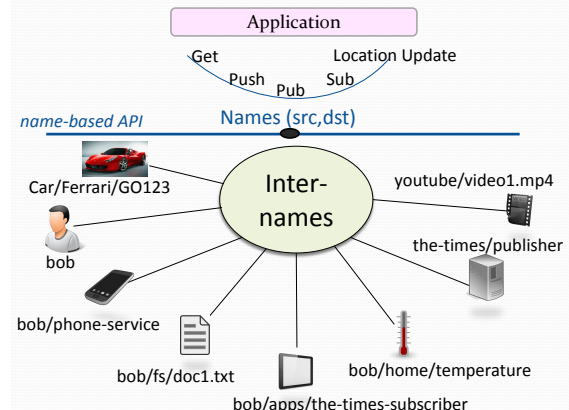 Application
Get
Location Update
Push
Sub
Pub
name-based API
Names (src,dst)
Inter-
names
Car/Ferrari/GO123
youtube/video1.mp4
bob
the-times/publisher
bob/phone-service
bob/fs/doc1.txt
bob/home/temperature
bob/apps/the-times-subscriber